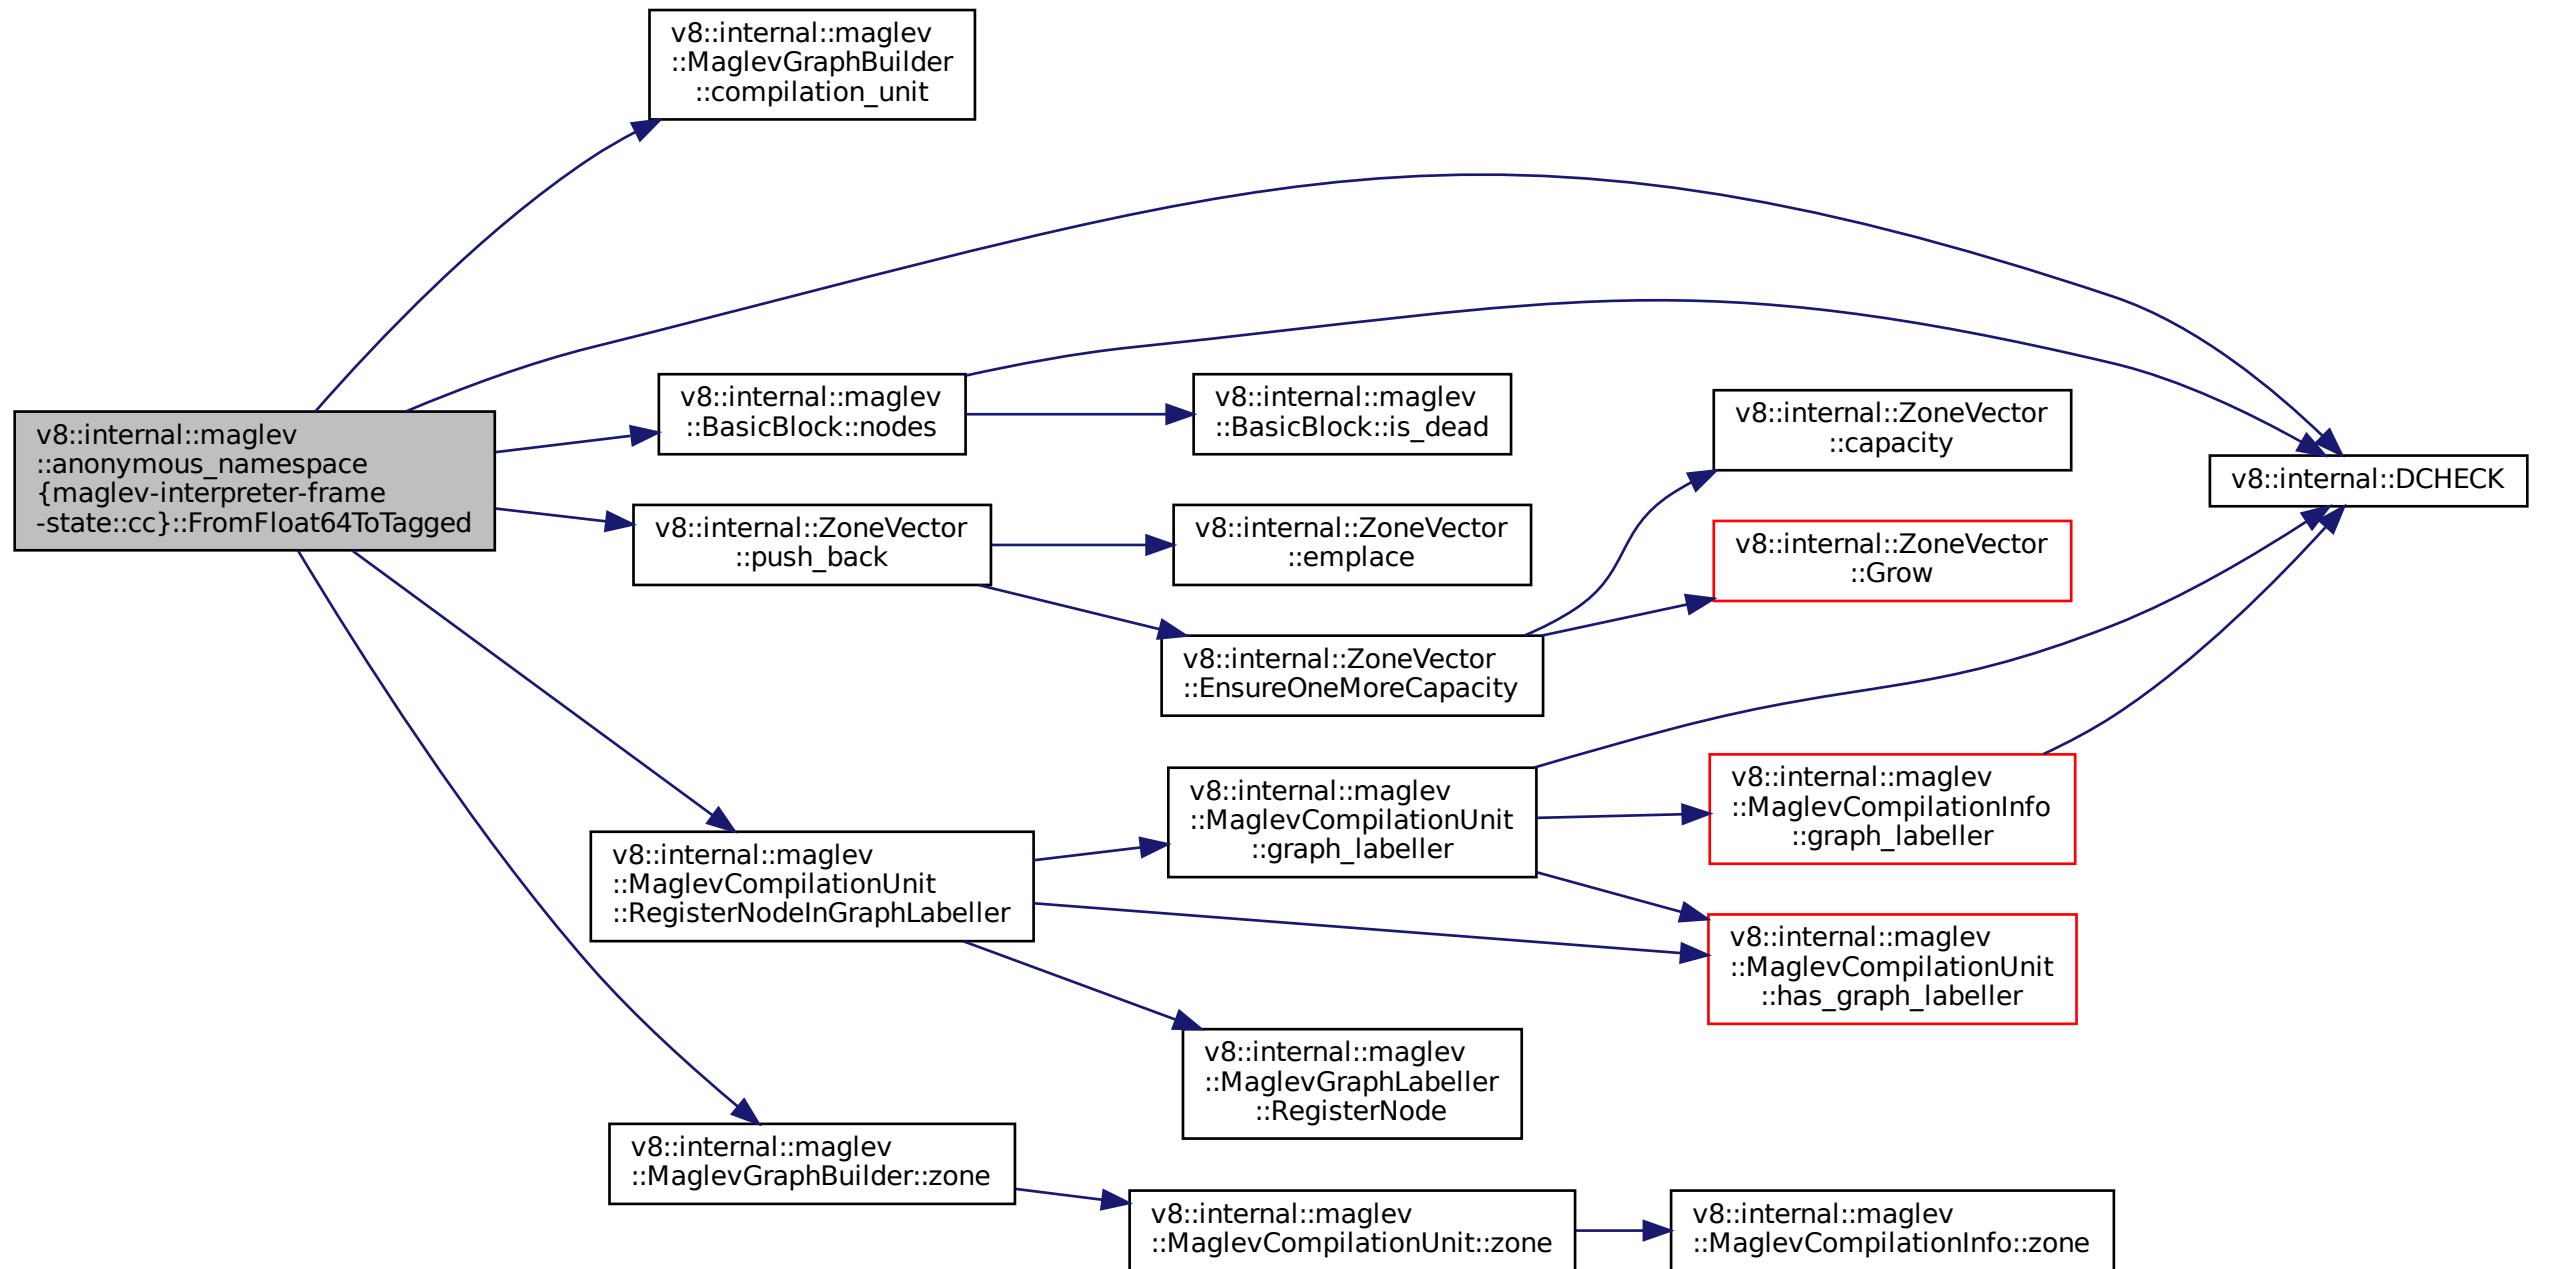 v8::internal::maglev
::MaglevGraphBuilder
::compilation_unit
v8::internal::maglev
::anonymous_namespace
{maglev-interpreter-frame
-state::cc}::FromFloat64ToTagged
v8::internal::maglev
::BasicBlock::nodes
v8::internal::maglev
::BasicBlock::is_dead
v8::internal::ZoneVector
::capacity
v8::internal::DCHECK
v8::internal::ZoneVector
::push_back
v8::internal::ZoneVector
::emplace
v8::internal::ZoneVector
::Grow
v8::internal::ZoneVector
::EnsureOneMoreCapacity
v8::internal::maglev
::MaglevCompilationUnit
::RegisterNodeInGraphLabeller
v8::internal::maglev
::MaglevCompilationUnit
::graph_labeller
v8::internal::maglev
::MaglevCompilationInfo
::graph_labeller
v8::internal::maglev
::MaglevCompilationUnit
::has_graph_labeller
v8::internal::maglev
::MaglevGraphLabeller
::RegisterNode
v8::internal::maglev
::MaglevGraphBuilder::zone
v8::internal::maglev
::MaglevCompilationUnit::zone
v8::internal::maglev
::MaglevCompilationInfo::zone